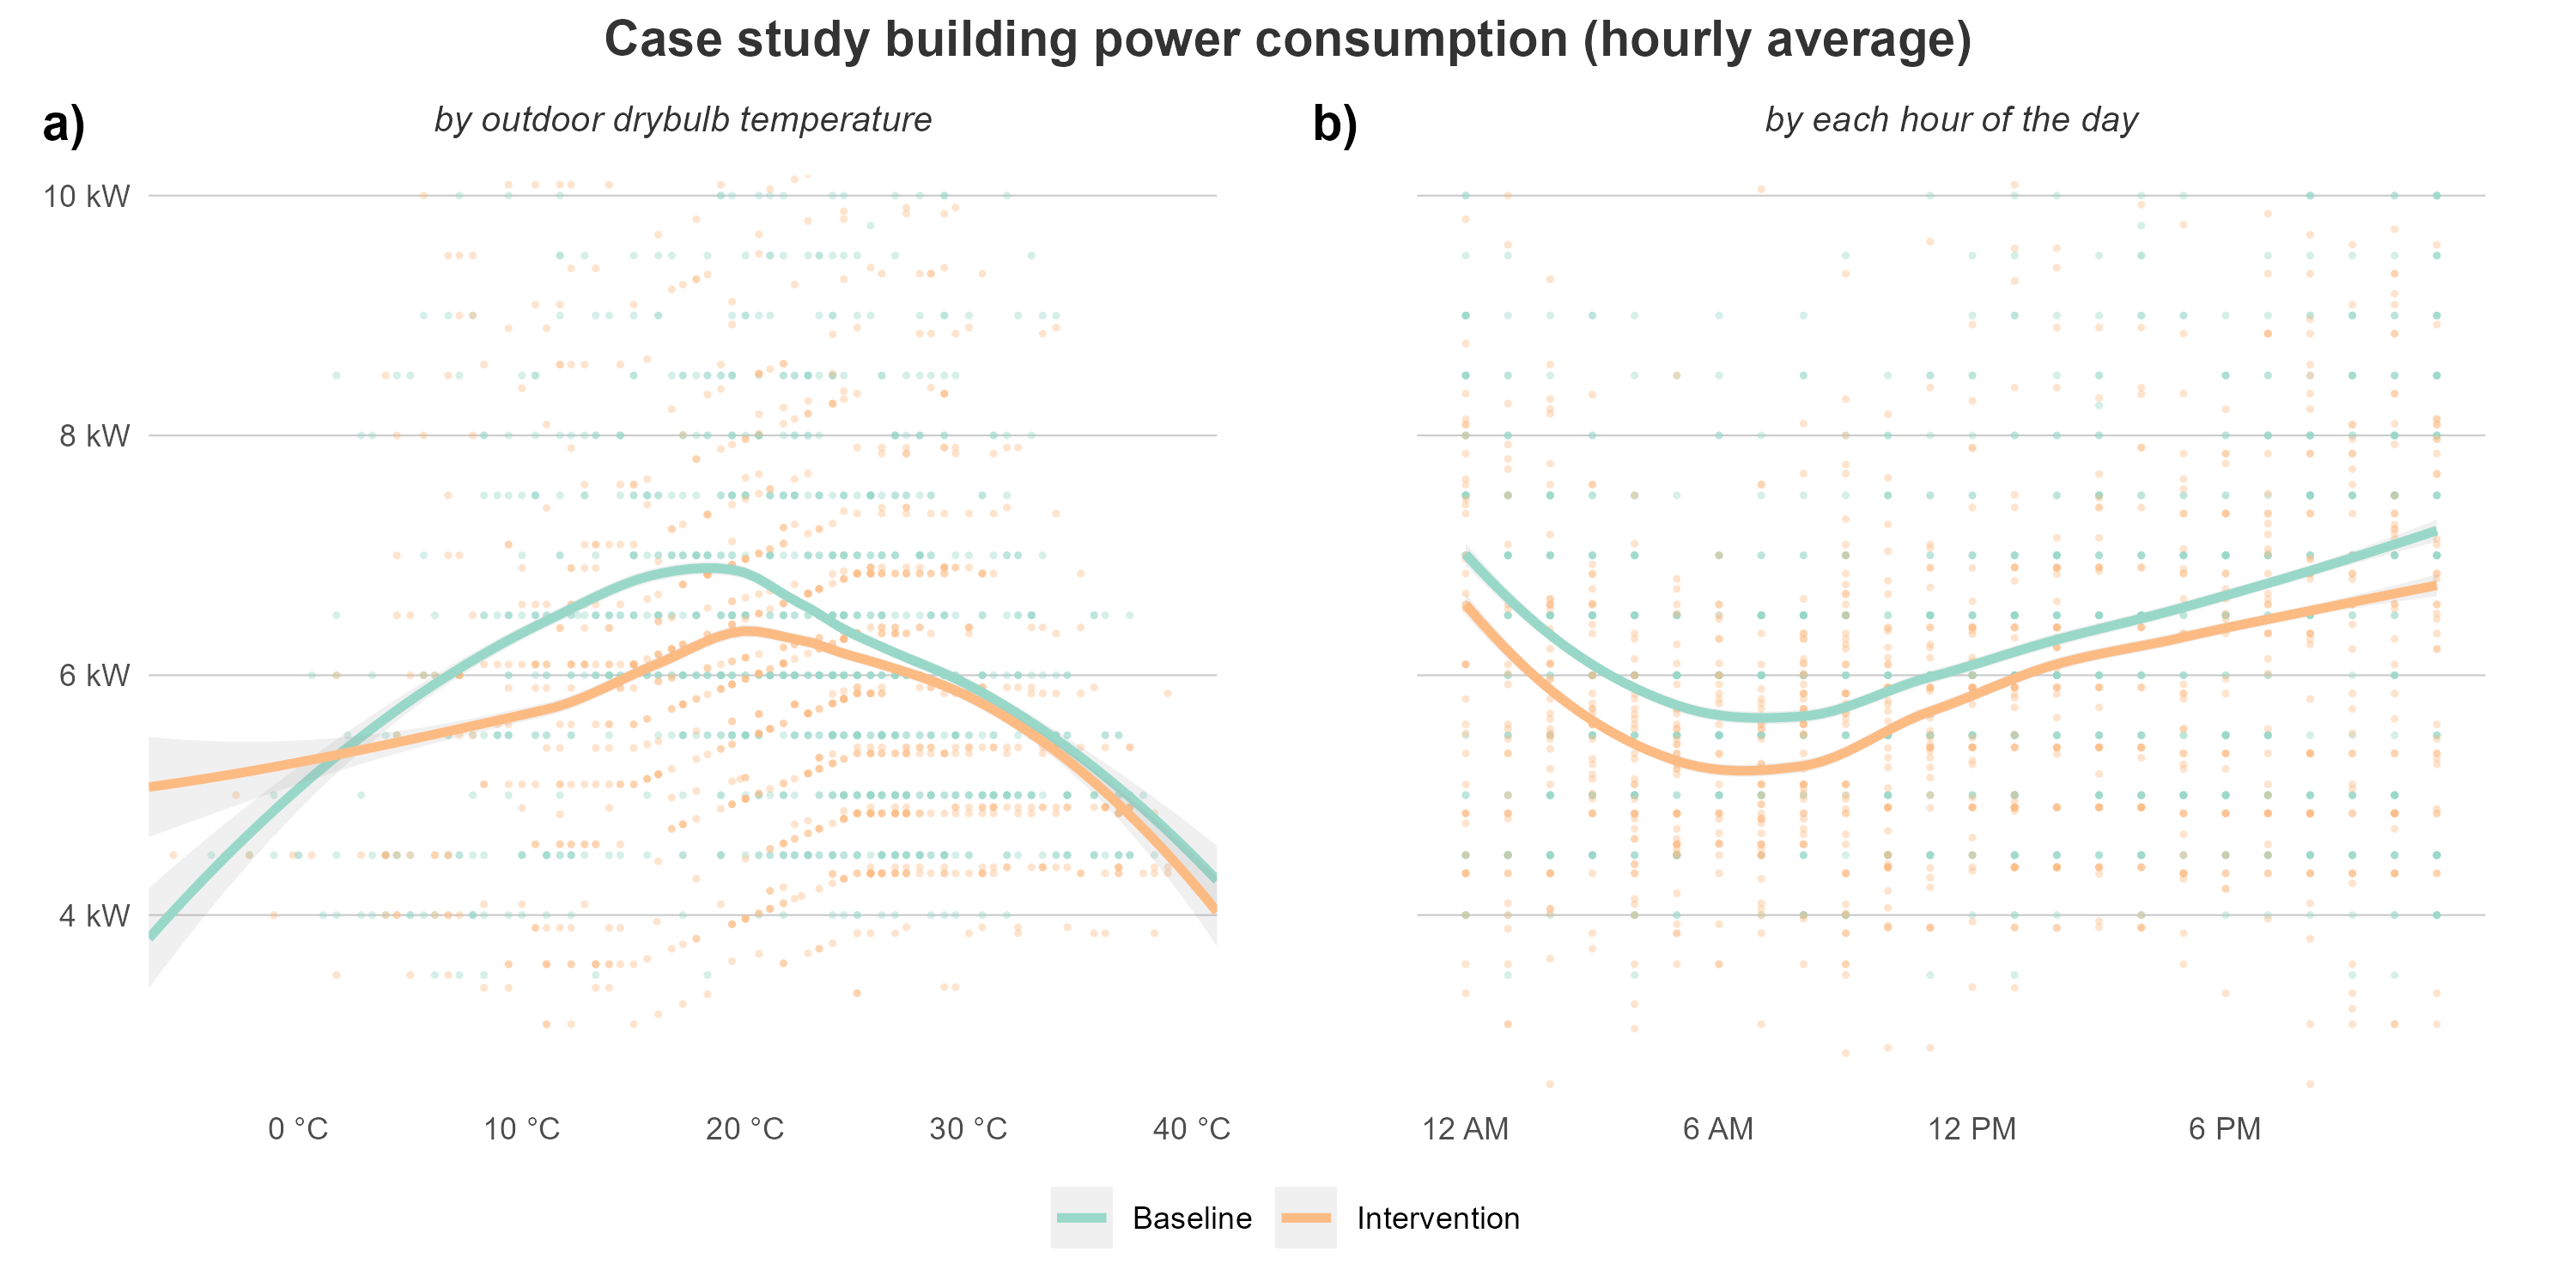 Case study building power consumption (hourly average)
a)
by outdoor drybulb temperature
b)
by each hour of the day
10 kW
8 kW
6 kW
4 kW
0 °C 10 °C 20 °C 30 °C 40 °C
12 AM 6 AM 12 PM 6 PM
Baseline Intervention